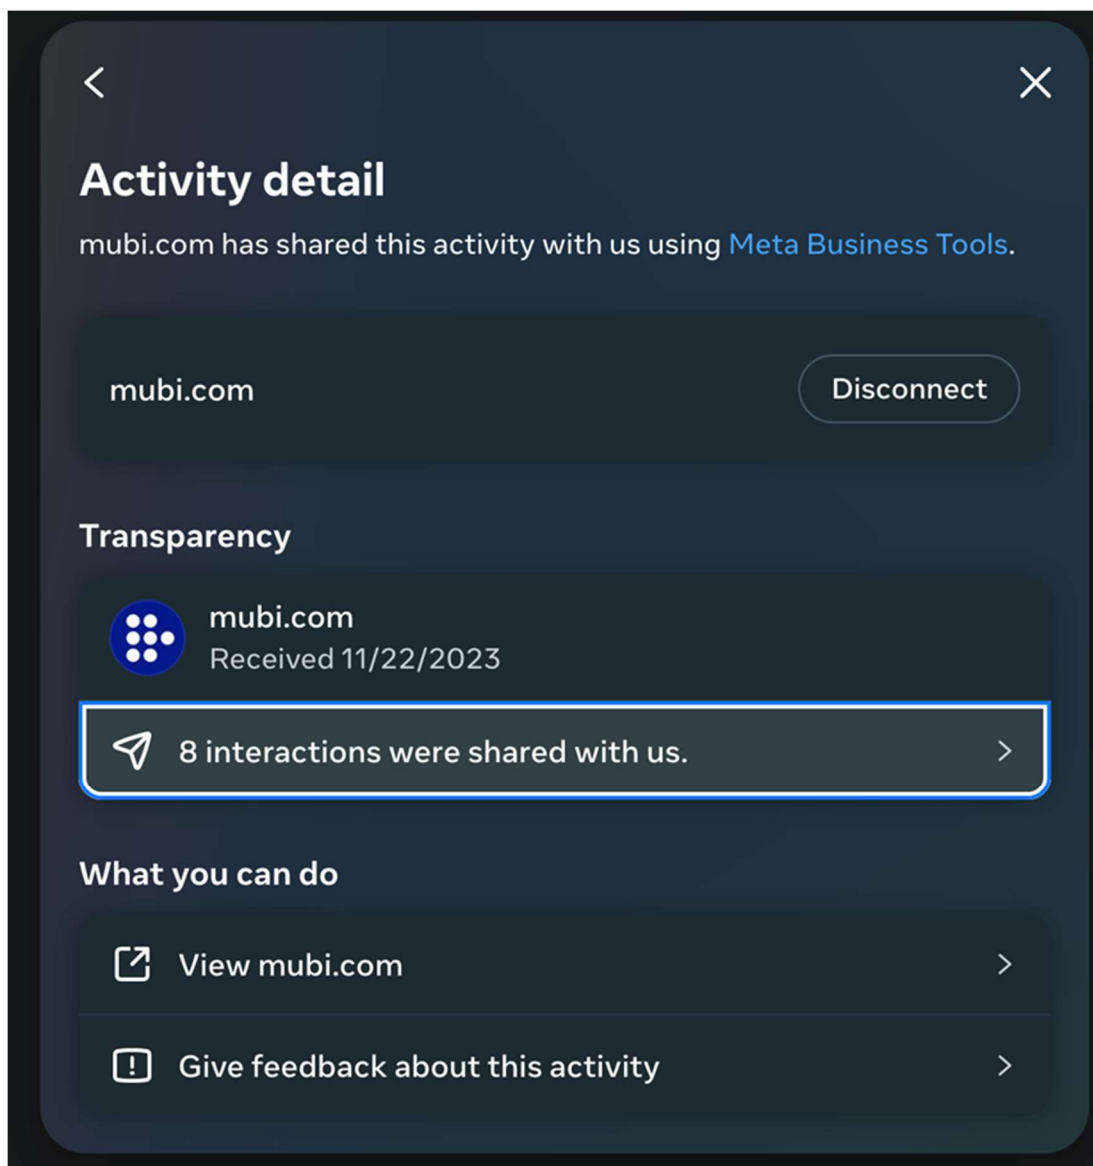 Activity detail
mubi.com has shared this activity with us using Meta Business Tools.
mubi.com
Disconnect
Transparency
mubi.com
Received 11/22/2023
8 interactions were shared with us.
What you can do
View mubi.com
Give feedback about this activity